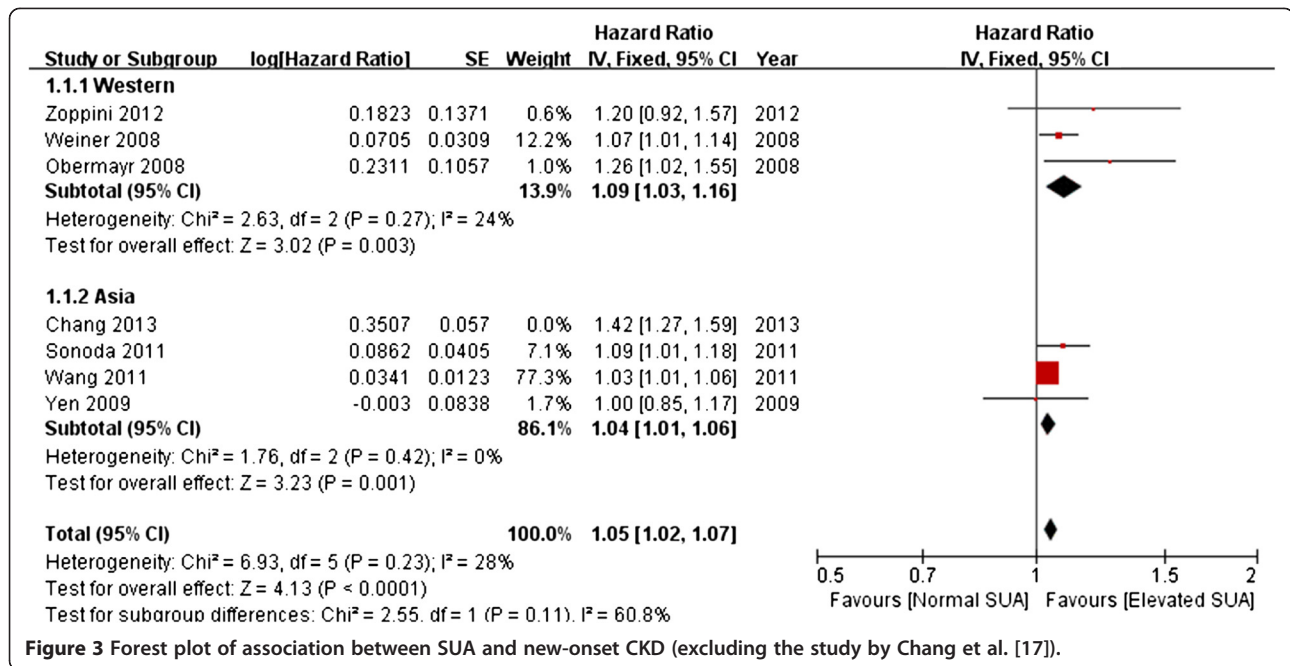 Hazard Ratio Hazard Ratio
Study or Subgroup log[Hazard Ratio] SE Weight IV, Fixed, 95% CI Year IV, Fixed, 95% CI
1.1.1 Western
Zoppini 2012 0.1823 0.1371 0.6% 1.20 [0.92, 1.57] 2012
Weiner 2008 0.0705 0.0309 12.2% 1.07 [1.01, 1.14] 2008
Obermayr 2008 0.2311 0.1057 1.0% 1.26 [1.02, 1.55] 2008
Subtotal (95% CI) 13.9% 1.09 [1.03, 1.16]
Heterogeneity: Chi² = 2.63, df = 2 (P = 0.27); I² = 24%
Test for overall effect: Z = 3.02 (P = 0.003)
1.1.2 Asia
Chang 2013 0.3507 0.057 0.0% 1.42 [1.27, 1.59] 2013
Sonoda 2011 0.0862 0.0405 7.1% 1.09 [1.01, 1.18] 2011
Wang 2011 0.0341 0.0123 77.3% 1.03 [1.01, 1.06] 2011
Yen 2009 -0.003 0.0838 1.7% 1.00 [0.85, 1.17] 2009
Subtotal (95% CI) 86.1% 1.04 [1.01, 1.06]
Heterogeneity: Chi² = 1.76, df = 2 (P = 0.42); I² = 0%
Test for overall effect: Z = 3.23 (P = 0.001)
Total (95% CI) 100.0% 1.05 [1.02, 1.07]
Heterogeneity: Chi² = 6.93, df = 5 (P = 0.23); I² = 28%
Test for overall effect: Z = 4.13 (P < 0.0001)
Test for subgroup differences: Chi² = 2.55, df = 1 (P = 0.11), I² = 60.8%
0.5 0.7 1 1.5 2
Favours [Normal SUA] Favours [Elevated SUA]
Figure 3 Forest plot of association between SUA and new-onset CKD (excluding the study by Chang et al. [17]).